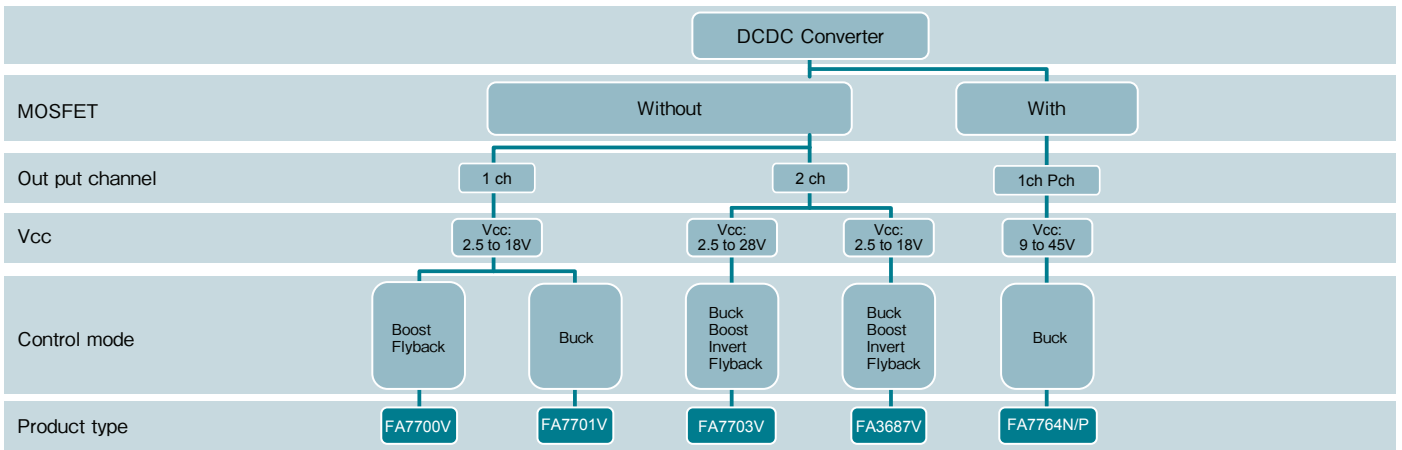 DCDC Converter
MOSFET
Without
With
Out put channel
1 ch
2 ch
1ch Pch
Vcc
Vcc:
2.5 to 18V
Vcc:
2.5 to 28V
Vcc:
2.5 to 18V
Vcc:
9 to 45V
Control mode
Boost
Flyback
Buck
Buck
Boost
Invert
Flyback
Buck
Boost
Invert
Flyback
Buck
Product type
FA7700V
FA7701V
FA7703V
FA3687V
FA7764N/P